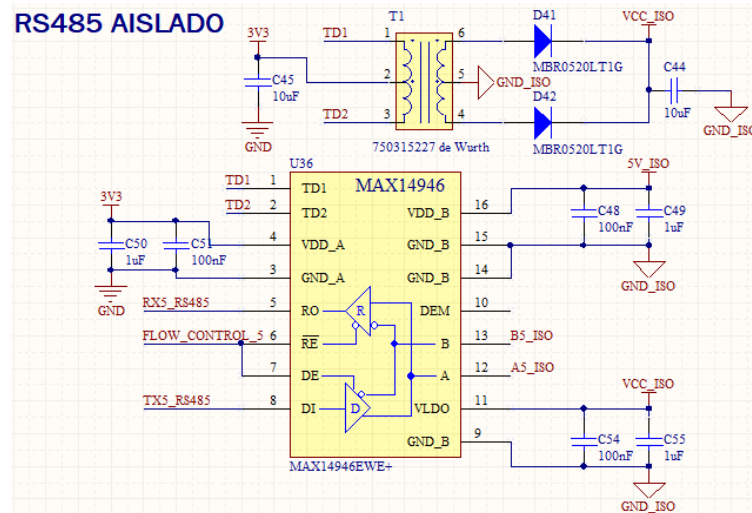 RS485 AISLADO
T1
D41
VCC_ISO
TD1 1 6
3V3
MBR0520LT1G
C44
C45
2 5 GND_ISO
10uF
10uF
TD2 3 4
D42
GND_ISO
GND
750315227 de Wurth
MBR0520LT1G
U36
TD1 1 TD1 MAX14946
5V_ISO
TD2 2 TD2 VDD_B 16
3V3
C48
C49
100nF
1uF
C50
C51
4 VDD_A GND_B 15
1uF
100nF
3 GND_A GND_B 14
GND_ISO
GND
RX5_RS485 5 RO R DEM 10
FLOW_CONTROL_5 6 RE B 13 B5_ISO
7 DE A 12 A5_ISO
VCC_ISO
TX5_RS485 8 DI D VLDO 11
C54
C55
GND_B 9
100nF
1uF
MAX14946EWE+
GND_ISO